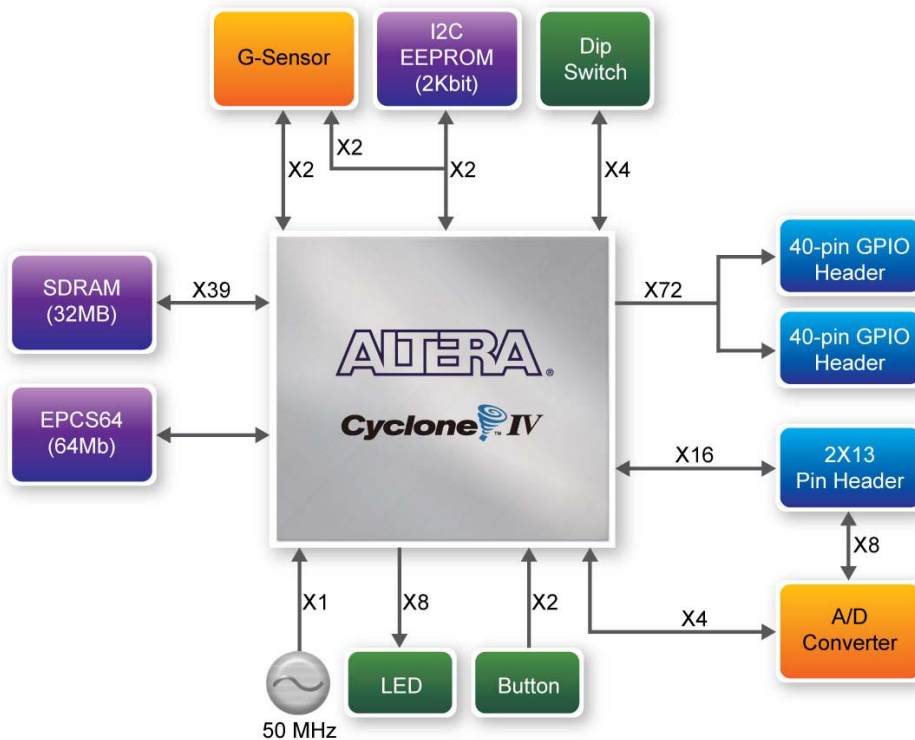 G-Sensor
I2C
EEPROM
(2Kbit)
Dip
Switch
X2
X2
X2
X4
SDRAM
(32MB)
X39
EPCS64
(64Mb)
ALTERA®
Cyclone™ IV
X72
40-pin GPIO
Header
40-pin GPIO
Header
X16
2X13
Pin Header
X8
X4
A/D
Converter
X1
X8
X2
50 MHz
LED
Button